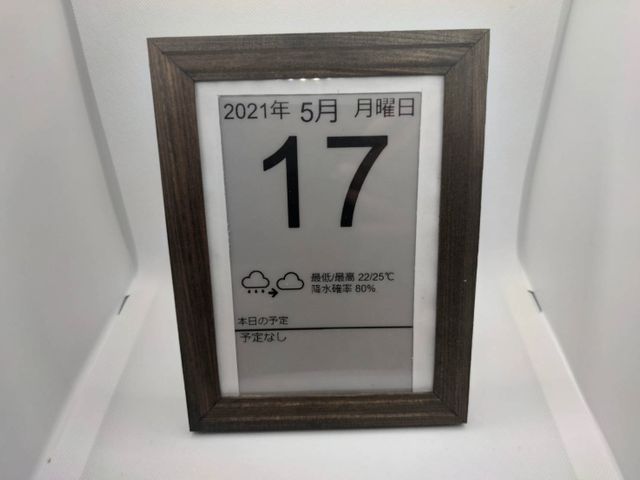 2021年 5月 月曜日
17
最低/最高 22/25℃
降水確率 80%
本日の予定
予定なし